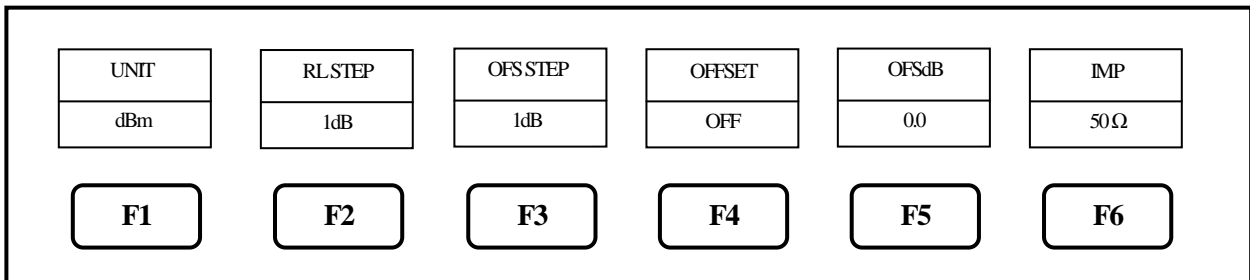 UNIT RL STEP OFS STEP OFFSET OFSdB IMP
dBm 1dB 1dB OFF 0.0 50 Ω
F1 F2 F3 F4 F5 F6